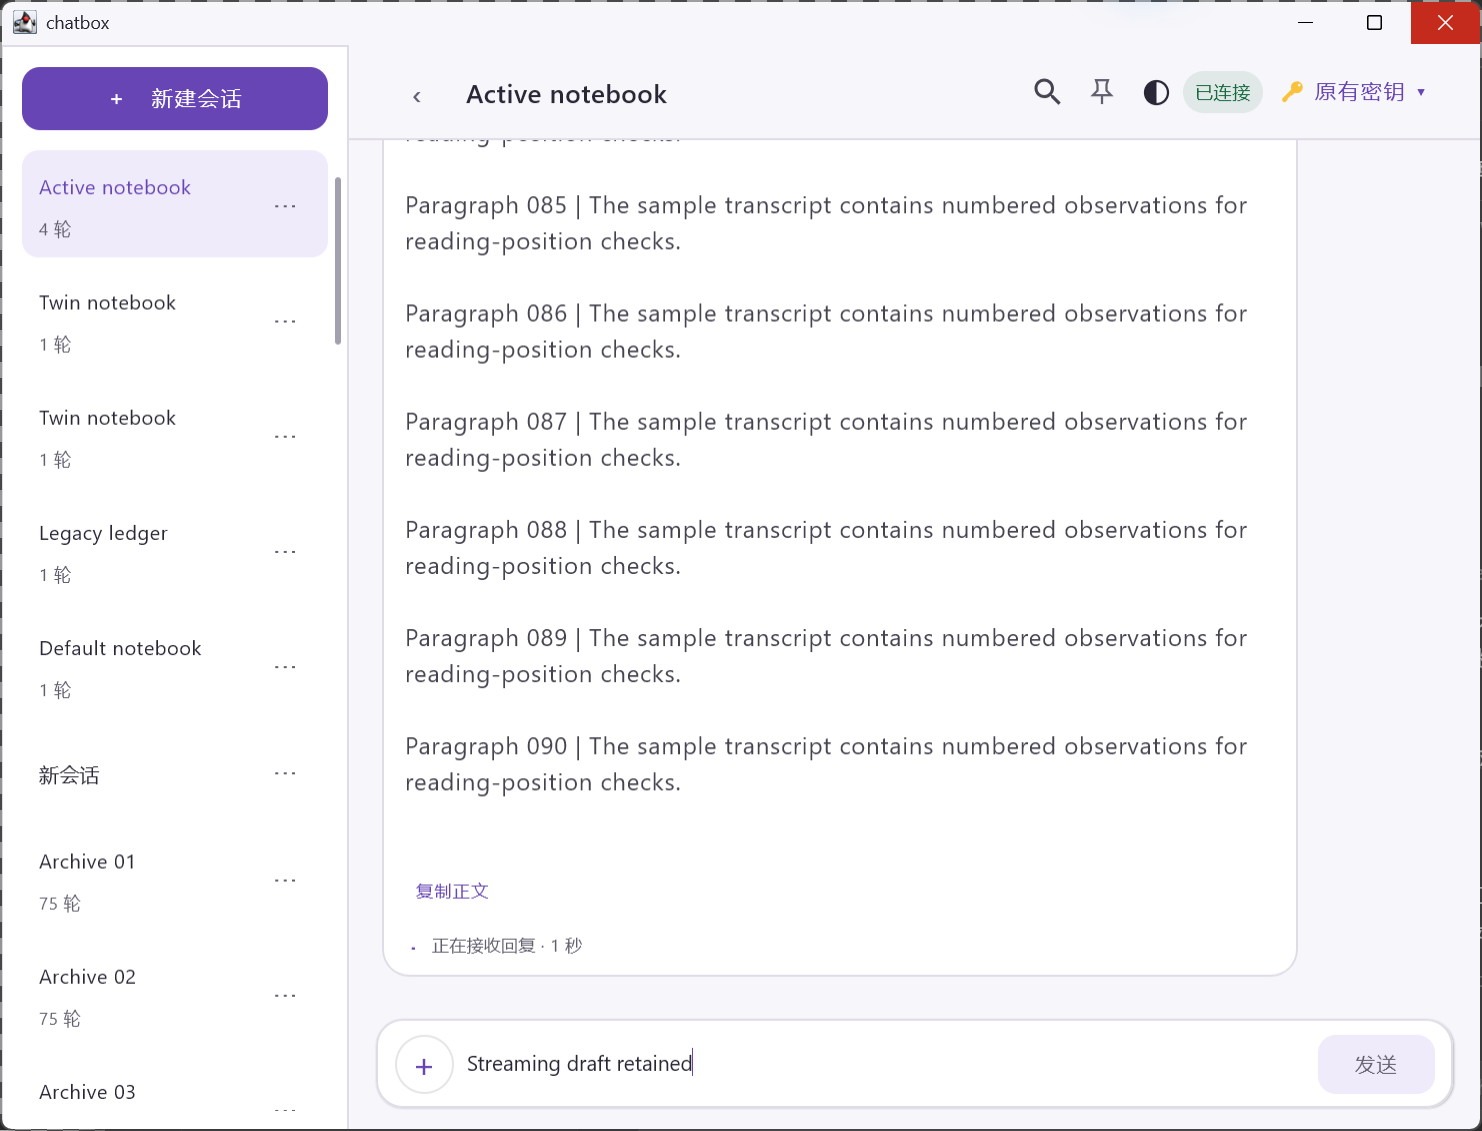 chatbox
+ 新建会话
Active notebook
4 轮
Twin notebook
1 轮
Twin notebook
1 轮
Legacy ledger
1 轮
Default notebook
1 轮
新会话
Archive 01
75 轮
Archive 02
75 轮
Archive 03
Active notebook
已连接
原有密钥
reading-position checks.
Paragraph 085 | The sample transcript contains numbered observations for
reading-position checks.
Paragraph 086 | The sample transcript contains numbered observations for
reading-position checks.
Paragraph 087 | The sample transcript contains numbered observations for
reading-position checks.
Paragraph 088 | The sample transcript contains numbered observations for
reading-position checks.
Paragraph 089 | The sample transcript contains numbered observations for
reading-position checks.
Paragraph 090 | The sample transcript contains numbered observations for
reading-position checks.
复制正文
正在接收回复 · 1 秒
+ Streaming draft retained
发送